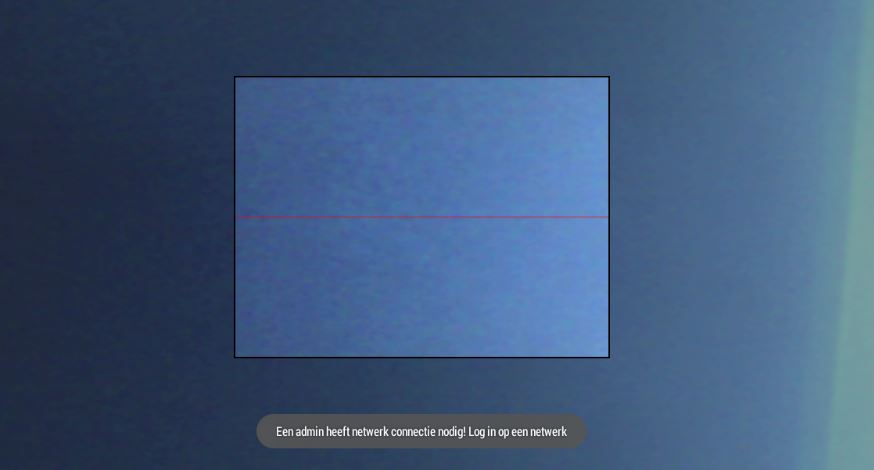 Een admin heeft netwerk connectie nodig! Log in op een netwerk